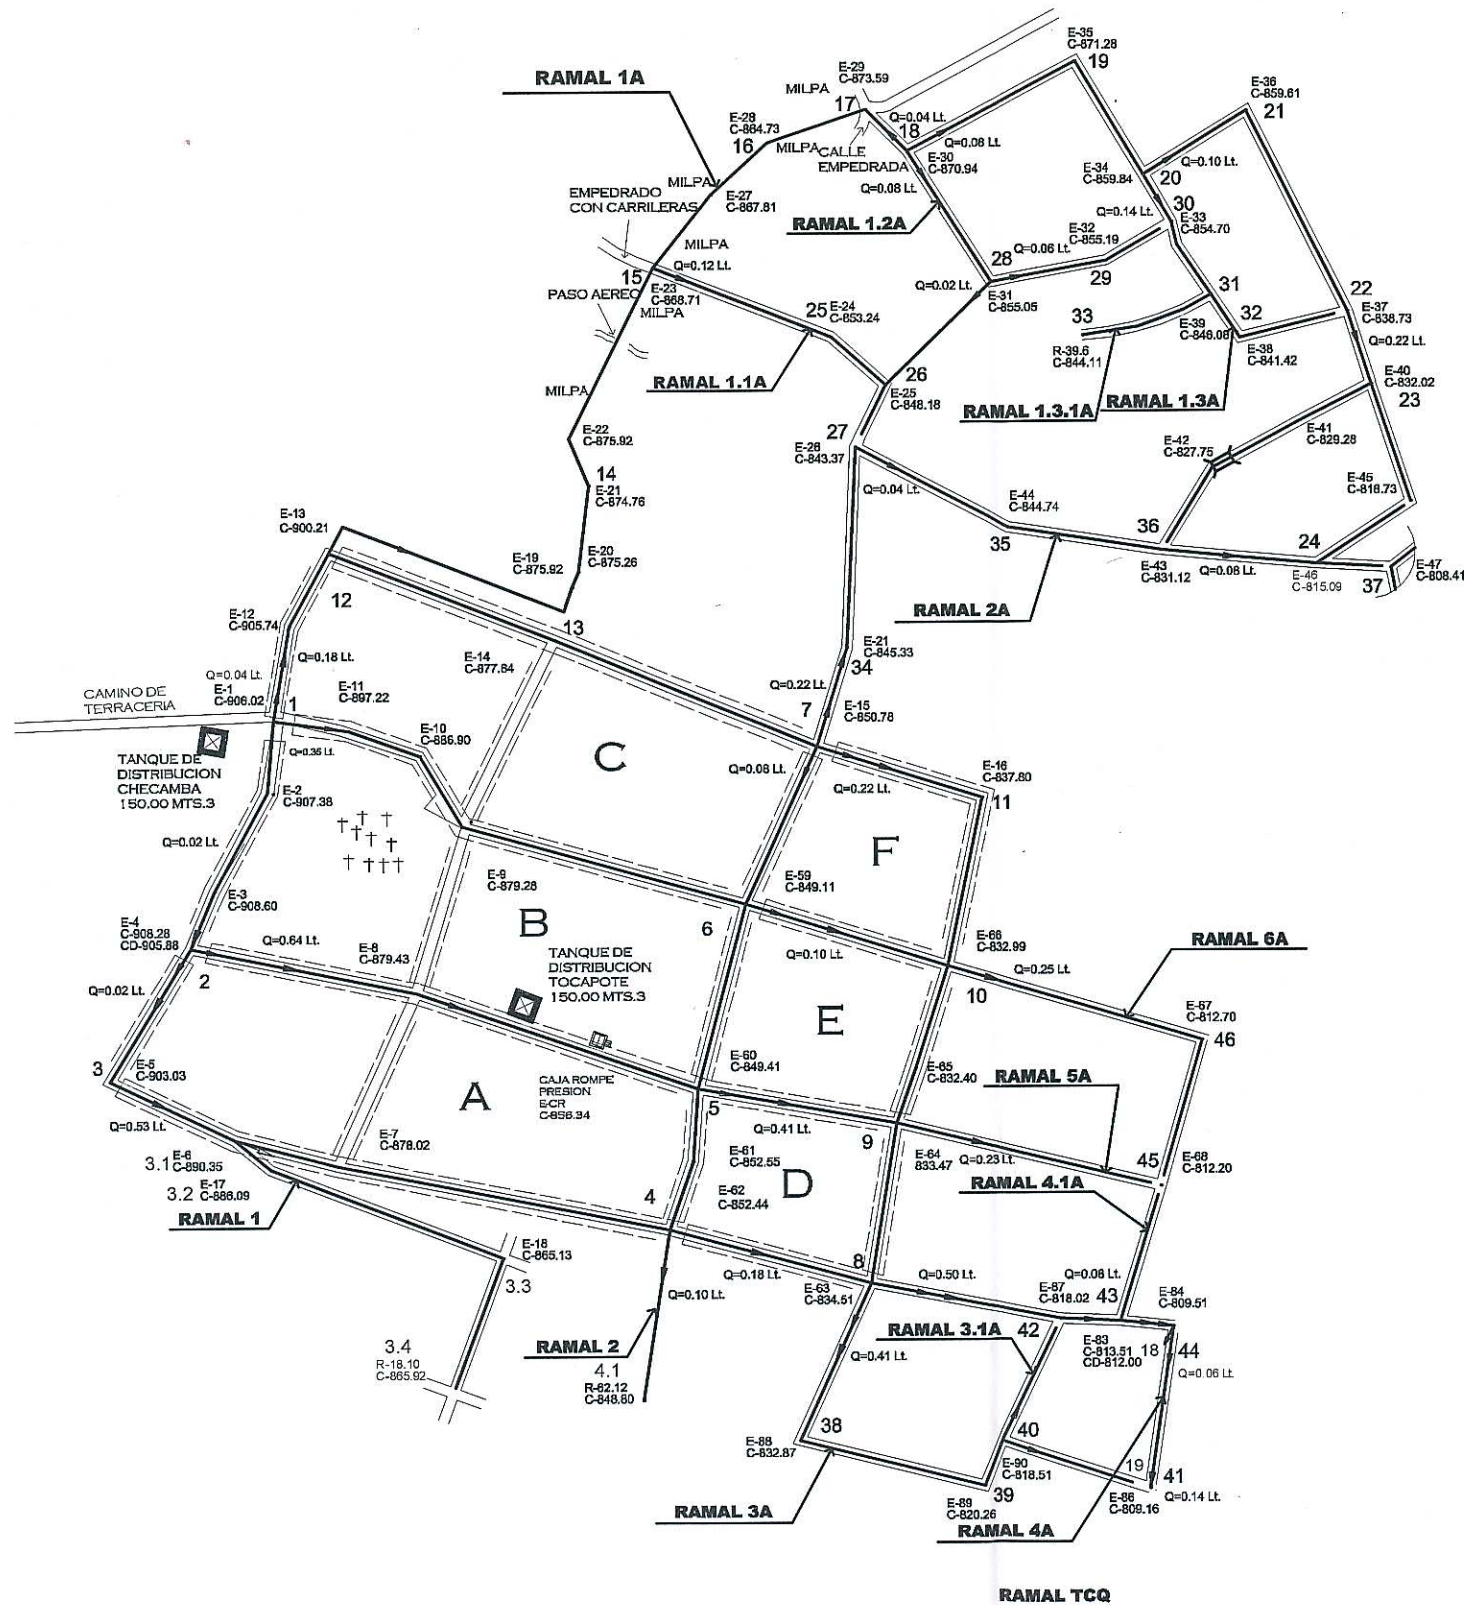 E-35
C-871.28
19
E-29
C-873.59
RAMAL 1A
MILPA
17
E-36
C-859.61
21
E-28
C-864.73
16
Q=0.04 Lt.
18
Q=0.08 Lt.
MILPA
CALLE
EMPEDRADA
E-30
C-870.94
Q=0.08 Lt.
E-34
C-859.84
Q=0.10 Lt.
20
MILPA
E-27
C-867.81
EMPEDRADO
CON CARRILERAS
RAMAL 1.2A
Q=0.14 Lt.
30
E-33
C-854.70
E-32
C-855.19
MILPA
Q=0.12 Lt.
15
E-23
C-868.71
MILPA
PASO AEREO
28
Q=0.06 Lt.
29
Q=0.02 Lt.
E-31
C-855.05
31
22
E-37
C-838.73
25
E-24
C-853.24
33
E-39
C-846.08
32
E-38
C-841.42
Q=0.22 Lt.
R-39.6
C-844.11
RAMAL 1.1A
26
E-25
C-848.18
MILPA
RAMAL 1.3.1A
RAMAL 1.3A
E-40
C-832.02
23
E-22
C-875.92
27
E-26
C-843.37
E-42
C-827.75
E-41
C-829.28
14
E-21
C-874.76
Q=0.04 Lt.
E-44
C-844.74
E-45
C-818.73
E-13
C-900.21
35
36
24
E-19
C-875.92
E-20
C-875.26
E-43
C-831.12
Q=0.08 Lt.
E-46
C-815.09
37
E-47
C-808.41
12
13
RAMAL 2A
E-12
C-905.74
E-14
C-877.64
E-21
C-845.33
34
Q=0.18 Lt.
Q=0.04 Lt.
E-1
C-906.02
E-11
C-897.22
Q=0.22 Lt.
CAMINO DE
TERRACERIA
1
7
E-15
C-850.78
E-10
C-886.90
Q=0.35 Lt.
C
Q=0.08 Lt.
TANQUE DE
DISTRIBUCION
CHECAMBA
150.00 MTS.3
E-2
C-907.38
Q=0.22 Lt.
E-16
C-837.80
11
Q=0.02 Lt.
F
E-9
C-879.28
E-59
C-849.11
E-3
C-908.60
E-4
C-908.28
CD-905.88
Q=0.64 Lt.
E-8
C-879.43
B
6
TANQUE DE
DISTRIBUCION
TOCAPOTE
150.00 MTS.3
Q=0.10 Lt.
E-66
C-832.99
RAMAL 6A
2
Q=0.02 Lt.
10
Q=0.25 Lt.
E-67
C-812.70
46
E
3
E-5
C-903.03
E-60
C-849.41
E-65
C-832.40
RAMAL 5A
A
CAJA ROMPE
PRESION
E-CR
C-856.34
5
Q=0.53 Lt.
Q=0.41 Lt.
9
E-7
C-878.02
E-61
C-852.55
E-64
833.47
Q=0.23 Lt.
45
E-68
C-812.20
3.1
E-6
C-890.35
3.2
E-17
C-886.09
D
RAMAL 4.1A
E-62
C-852.44
4
RAMAL 1
E-18
C-865.13
3.3
8
Q=0.18 Lt.
E-63
C-834.51
Q=0.50 Lt.
Q=0.08 Lt.
E-87
C-818.02
43
E-84
C-809.51
Q=0.10 Lt.
42
RAMAL 3.1A
E-83
C-813.51
CD-812.00
18
44
3.4
R-18.10
C-865.92
RAMAL 2
4.1
R-62.12
C-848.80
Q=0.41 Lt.
Q=0.06 Lt.
38
E-88
C-832.87
40
E-90
C-818.51
19
41
Q=0.14 Lt.
E-86
C-809.16
39
E-89
C-820.26
RAMAL 3A
RAMAL 4A
RAMAL TCQ